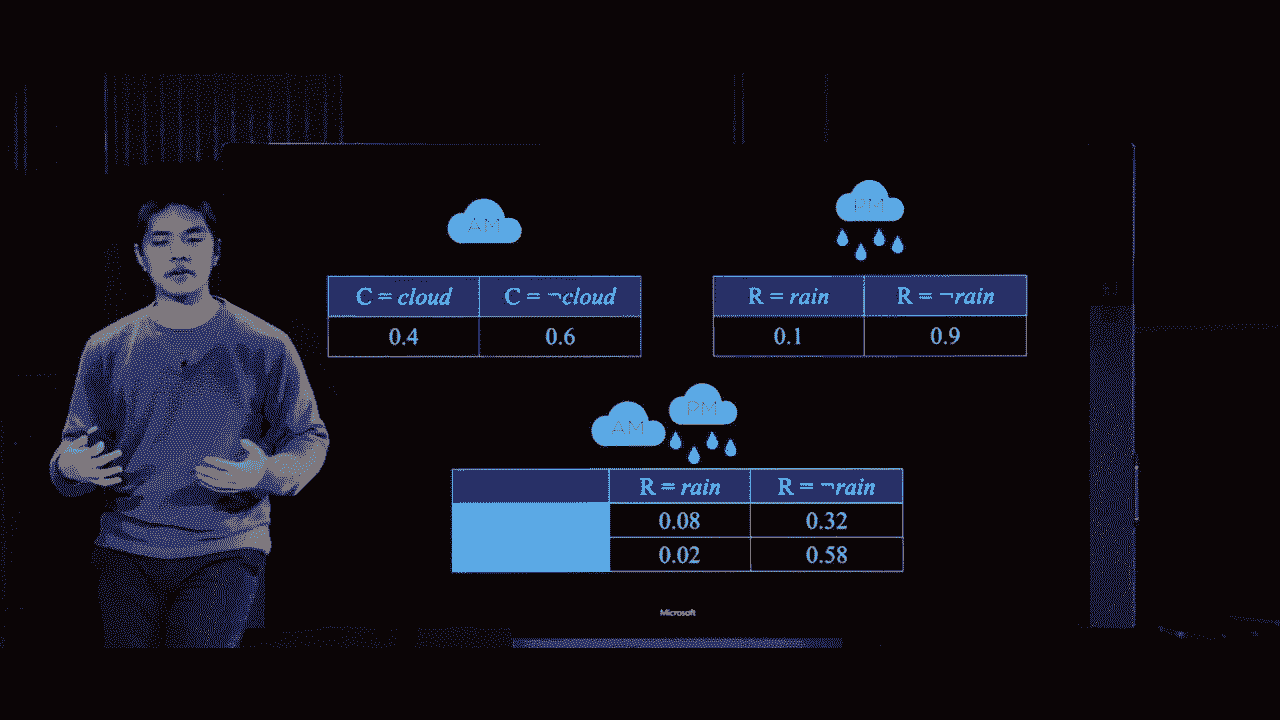 AM
PM
C = cloud C = ¬cloud
0.4 0.6
R = rain R = ¬rain
0.1 0.9
AM PM
R = rain R = ¬rain
0.08 0.32
0.02 0.58
Microsoft